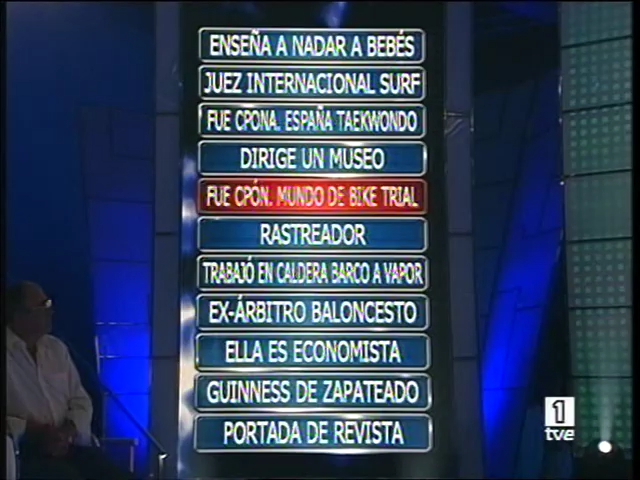 ENSEÑA A NADAR A BEBÉS
JUEZ INTERNACIONAL SURF
FUE CPONA. ESPAÑA TAEKWONDO
DIRIGE UN MUSEO
FUE CPÓN. MUNDO DE BIKE TRIAL
RASTREADOR
TRABAJÓ EN CALDERA BARCO A VAPOR
EX-ÁRBITRO BALONCESTO
ELLA ES ECONOMISTA
GUINNESS DE ZAPATEADO
PORTADA DE REVISTA
1
tve